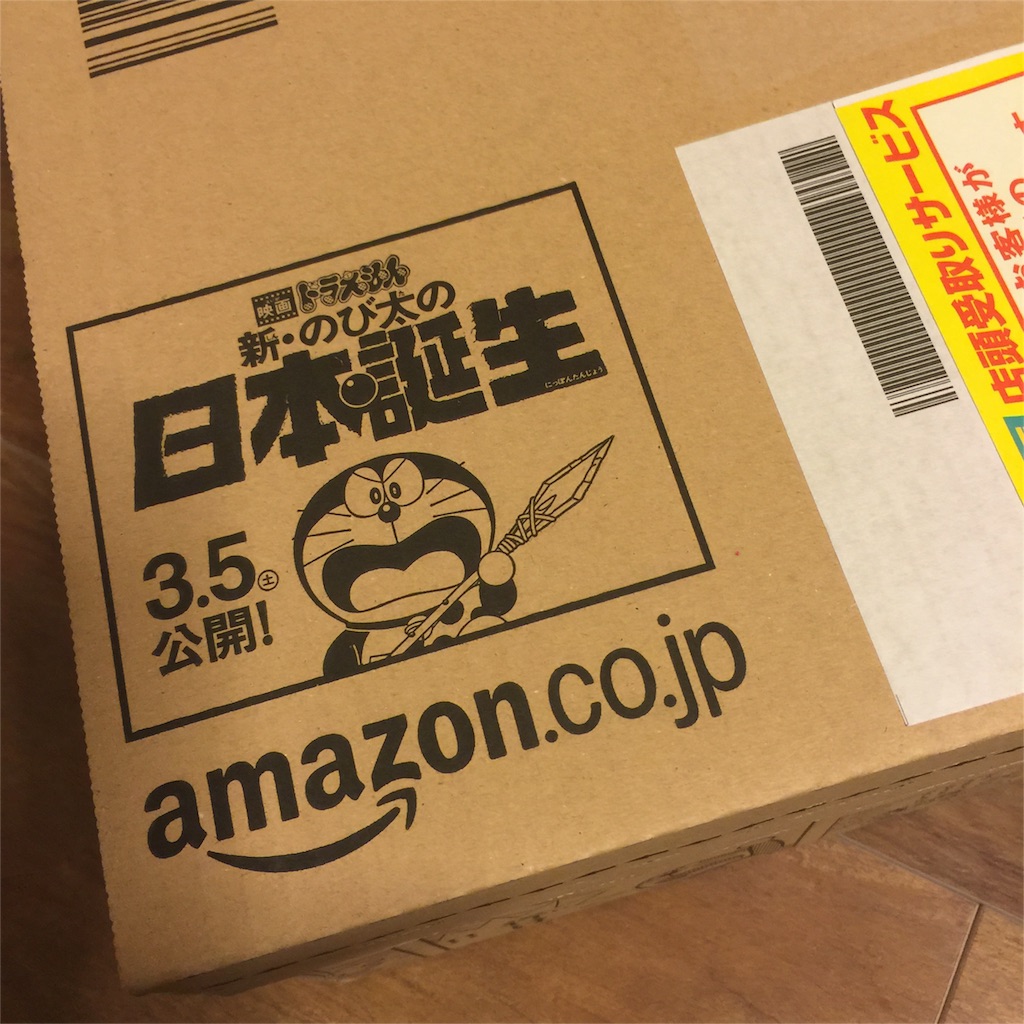 映画 ドラえもん
新・のび太の
日本誕生
にっぽんたんじょう
3.5㊏
公開!
amazon.co.jp
店頭受取りサービス
お客様が